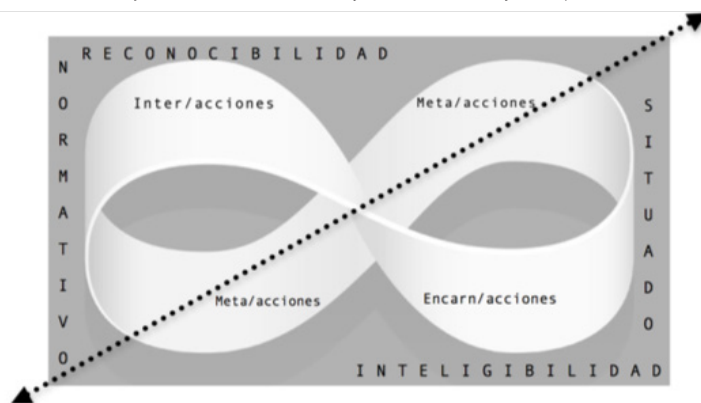 RECONOCIBILIDAD
NORMATIVO
Inter/acciones
Meta/acciones
SITUADO
Meta/acciones
Encarn/acciones
INTELIGIBILIDAD